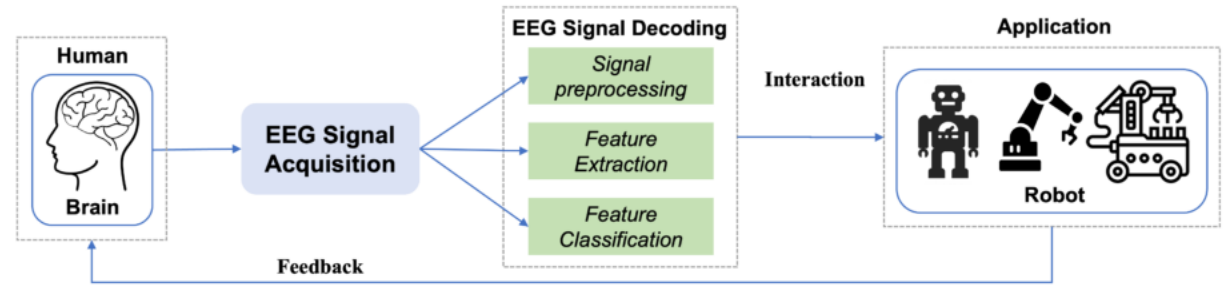 Human
Brain
EEG Signal
Acquisition
EEG Signal Decoding
Signal
preprocessing
Feature
Extraction
Feature
Classification
Interaction
Application
Robot
Feedback